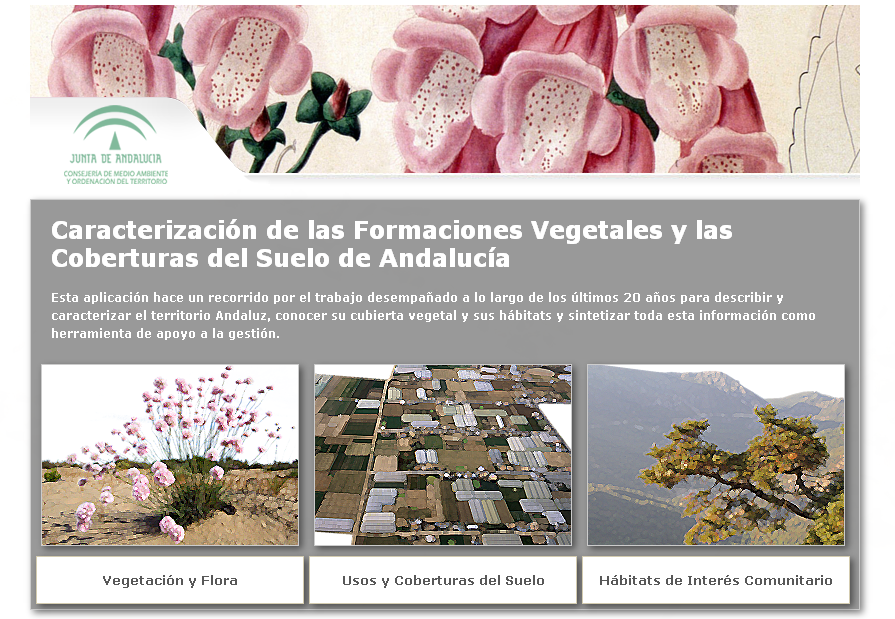 JUNTA DE ANDALUCIA
CONSEJERÍA DE MEDIO AMBIENTE
Y ORDENACIÓN DEL TERRITORIO
Caracterización de las Formaciones Vegetales y las
Coberturas del Suelo de Andalucía
Esta aplicación hace un recorrido por el trabajo desempañado a lo largo de los últimos 20 años para describir y
caracterizar el territorio Andaluz, conocer su cubierta vegetal y sus hábitats y sintetizar toda esta información como
herramienta de apoyo a la gestión.
Vegetación y Flora
Usos y Coberturas del Suelo
Hábitats de Interés Comunitario